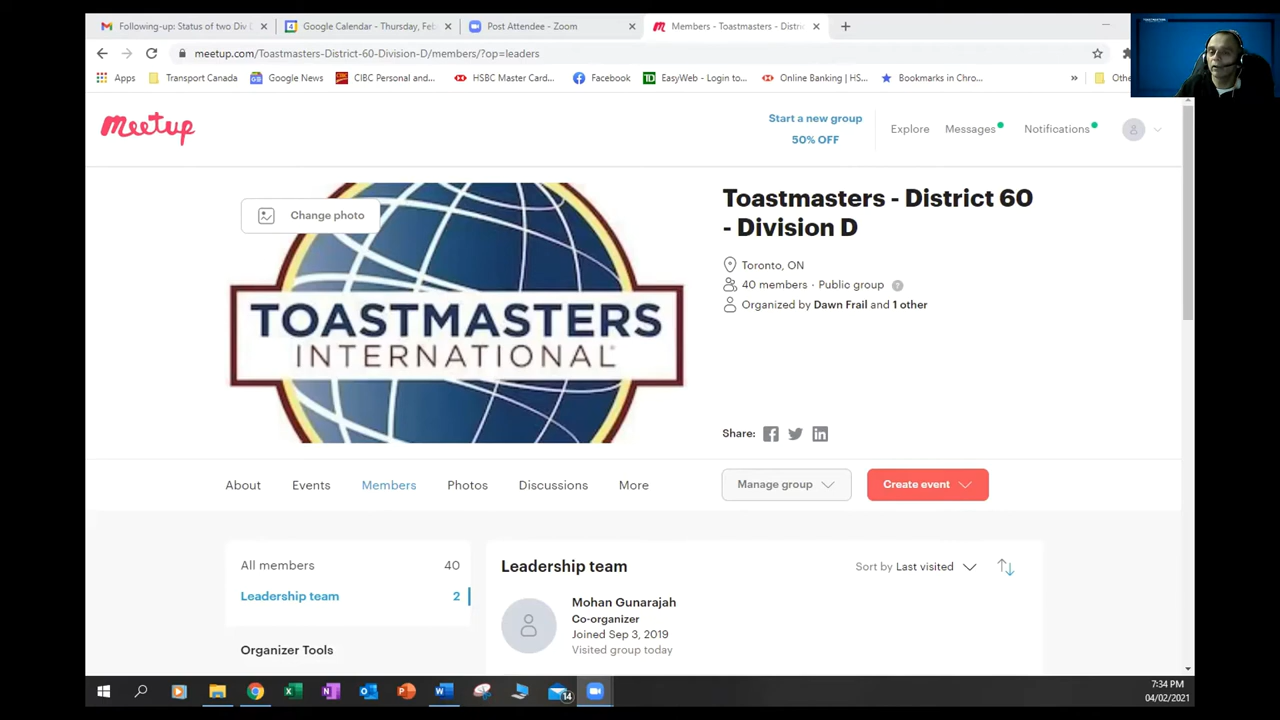 Following-up: Status of two Div D
Google Calendar - Thursday, Feb
Post Attendee - Zoom
Members - Toastmasters - Distri
meetup.com/Toastmasters-District-60-Division-D/members/?op=leaders
Apps
Transport Canada
Google News
CIBC Personal and...
HSBC Master Card...
Facebook
EasyWeb - Login to...
Online Banking | HS...
Bookmarks in Chro...
»
meetup
Start a new group
50% OFF
Explore
Messages
Notifications
Change photo
TOASTMASTERS
INTERNATIONAL
Toastmasters - District 60
- Division D
Toronto, ON
40 members · Public group ?
Organized by Dawn Frail and 1 other
Share:
About
Events
Members
Photos
Discussions
More
Manage group
Create event
All members 40
Leadership team 2
Organizer Tools
Leadership team
Sort by Last visited
Mohan Gunarajah
Co-organizer
Joined Sep 3, 2019
Visited group today
14
7:34 PM
04/02/2021